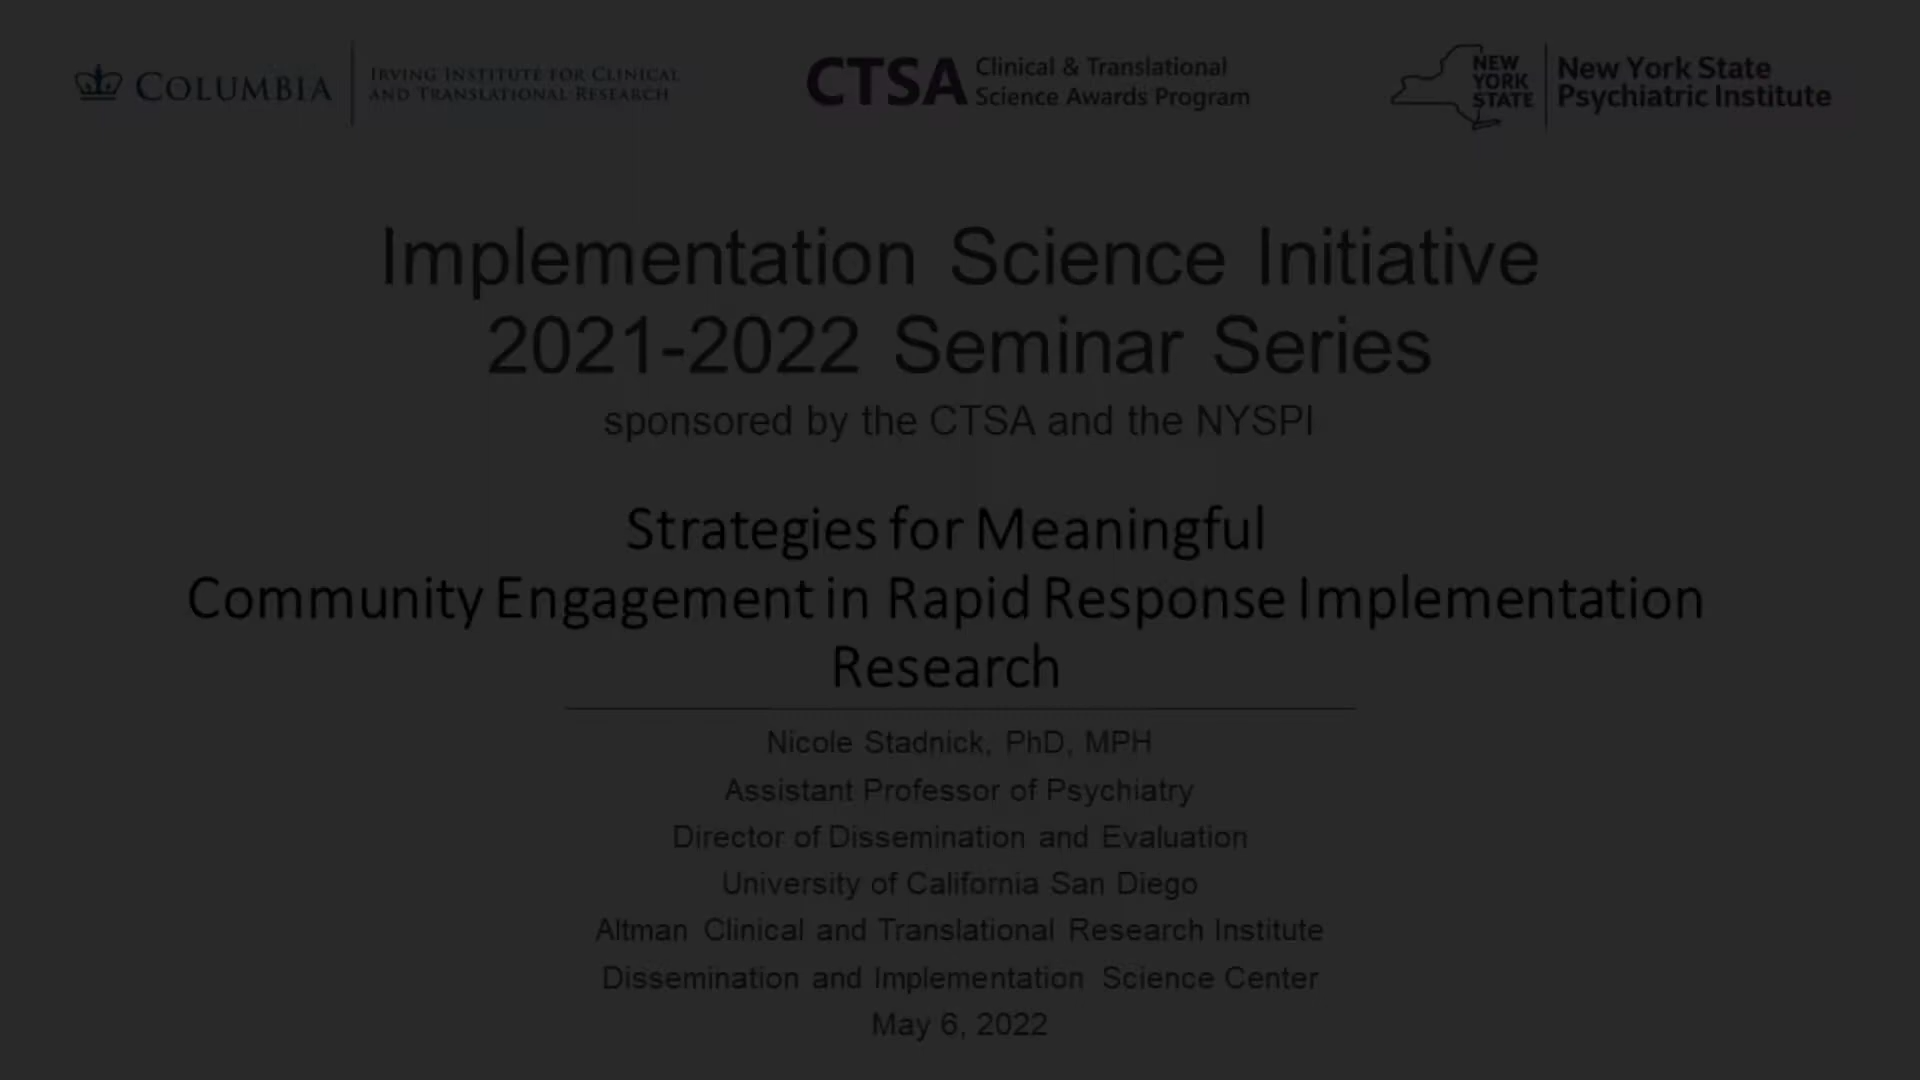 COLUMBIA
IRVING INSTITUTE FOR CLINICAL
AND TRANSLATIONAL RESEARCH
CTSA
Clinical & Translational
Science Awards Program
NEW
YORK
STATE
New York State
Psychiatric Institute
Implementation Science Initiative
2021-2022 Seminar Series
sponsored by the CTSA and the NYSPI
Strategies for Meaningful
Community Engagement in Rapid Response Implementation
Research
Nicole Stadnick, PhD, MPH
Assistant Professor of Psychiatry
Director of Dissemination and Evaluation
University of California San Diego
Altman Clinical and Translational Research Institute
Dissemination and Implementation Science Center
May 6, 2022